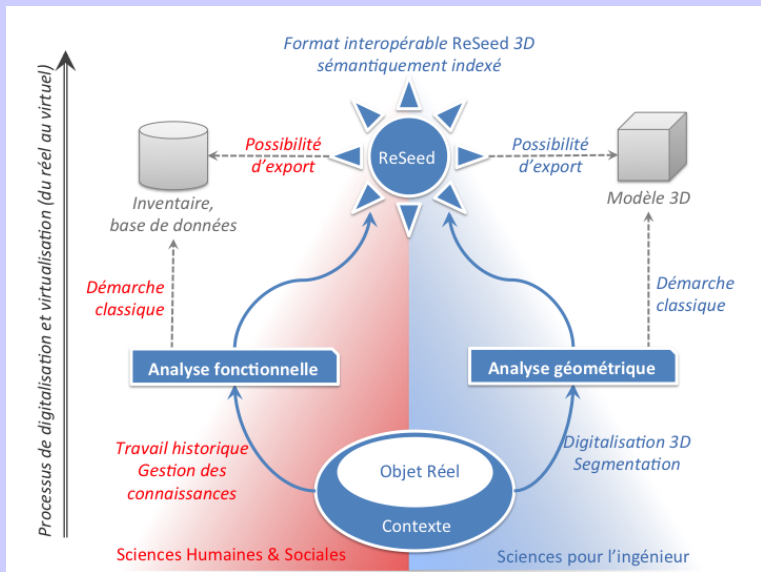 Format interopérable ReSeed 3D
sémantiquement indexé
Processus de digitalisation et virtualisation (du réel au virtuel)
Possibilité
d'export
ReSeed
Possibilité
d'export
Inventaire,
base de données
Modèle 3D
Démarche
classique
Démarche
classique
Analyse fonctionnelle
Analyse géométrique
Travail historique
Gestion des
connaissances
Objet Réel
Contexte
Digitalisation 3D
Segmentation
Sciences Humaines & Sociales
Sciences pour l'ingénieur